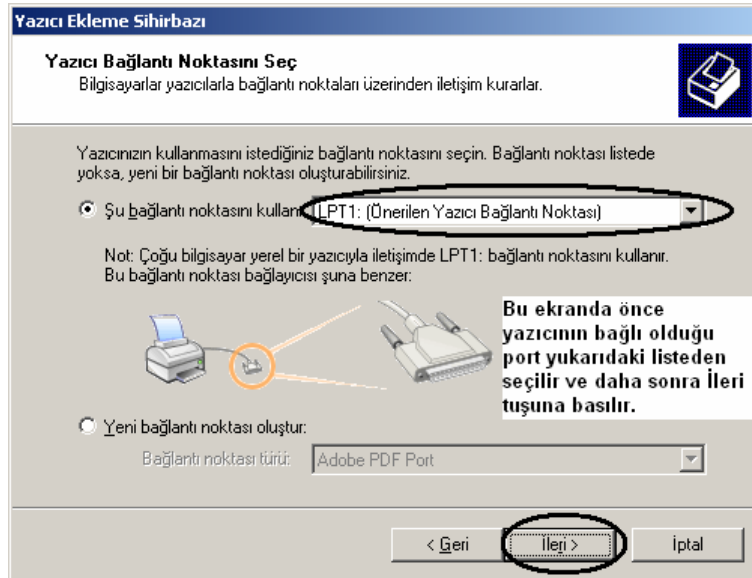 Yazıcı Ekleme Sihirbazı
Yazıcı Bağlantı Noktasını Seç
Bilgisayarlar yazıcılarla bağlantı noktaları üzerinden iletişim kurarlar.
Yazıcınızın kullanmasını istediğiniz bağlantı noktasını seçin. Bağlantı noktası listede
yoksa, yeni bir bağlantı noktası oluşturabilirsiniz.
Şu bağlantı noktasını kullan LPT1: (Önerilen Yazıcı Bağlantı Noktası)
Not: Çoğu bilgisayar yerel bir yazıcıyla iletişimde LPT1: bağlantı noktasını kullanır.
Bu bağlantı noktası bağlayıcısı şuna benzer:
Bu ekranda önce
yazıcının bağlı olduğu
port yukarıdaki listeden
seçilir ve daha sonra İleri
tuşuna basılır.
Yeni bağlantı noktası oluştur:
Bağlantı noktası türü: Adobe PDF Port
< Geri İleri > İptal